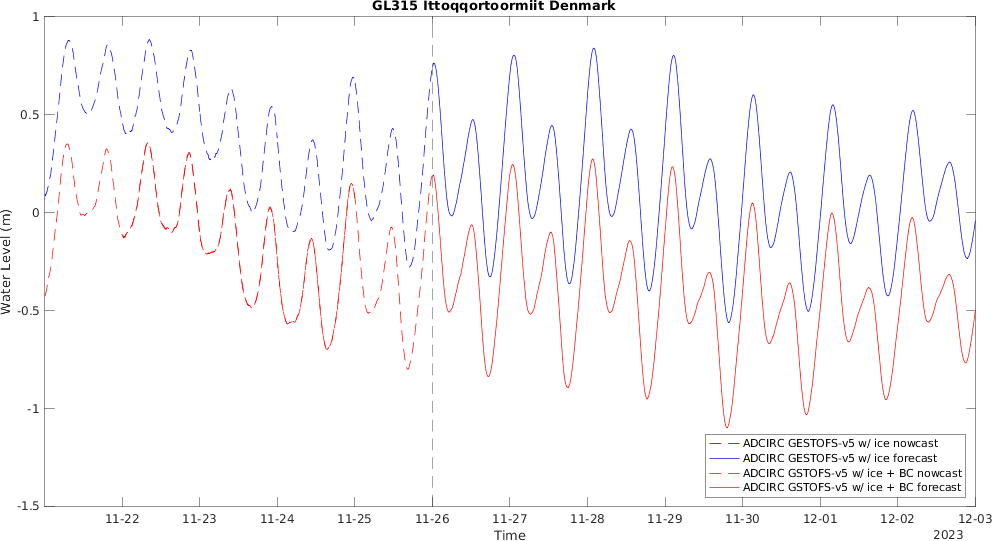 GL315 Ittoqqortoormiit Denmark
1
0.5
0
-0.5
-1
-1.5
Water Level (m)
11-22 11-23 11-24 11-25 11-26 11-27 11-28 11-29 11-30 12-01 12-02 12-03
Time
2023
ADCIRC GESTOFS-v5 w/ ice nowcast
ADCIRC GESTOFS-v5 w/ ice forecast
ADCIRC GSTOFS-v5 w/ ice + BC nowcast
ADCIRC GSTOFS-v5 w/ ice + BC forecast